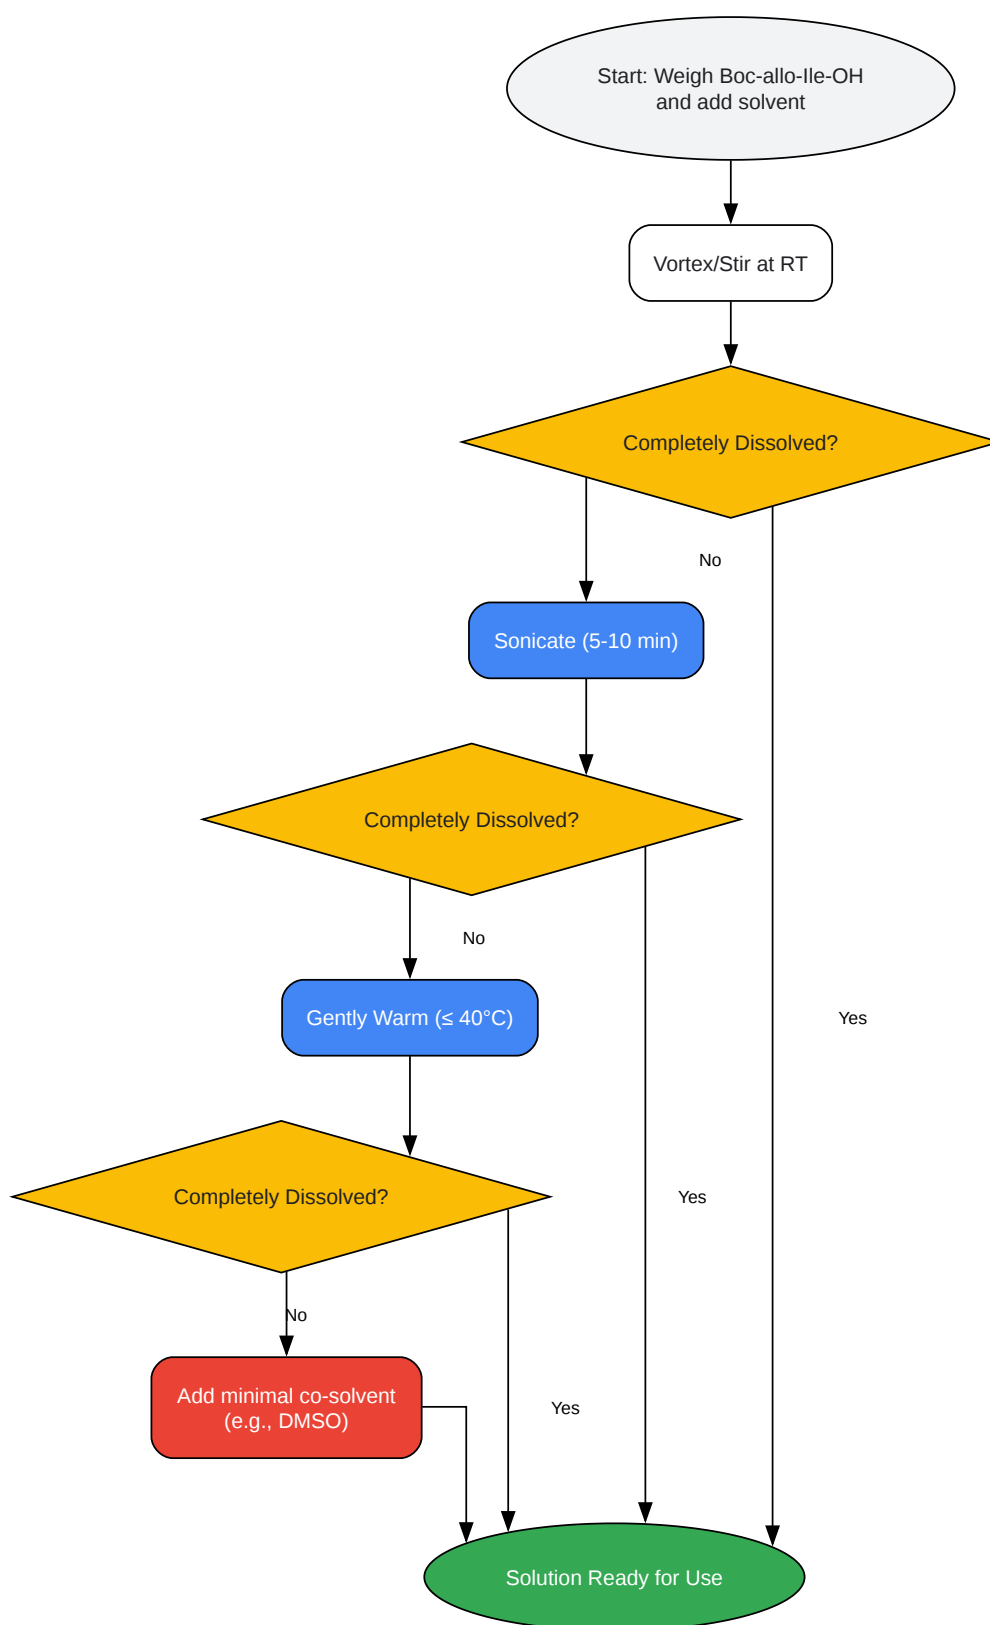 Start: Weigh Boc-allo-Ile-OH
and add solvent
Vortex/Stir at RT
Completely Dissolved?
No
Sonicate (5-10 min)
Completely Dissolved?
No
Gently Warm (≤ 40°C)
Yes
Completely Dissolved?
Yes
No
Add minimal co-solvent
(e.g., DMSO)
Yes
Solution Ready for Use